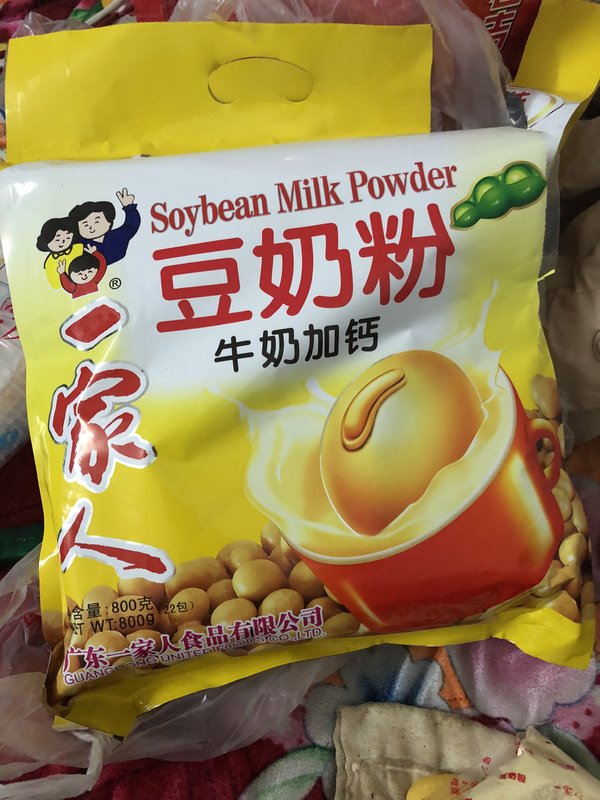 Soybean Milk Powder
豆奶粉
牛奶加钙
®
一家人
含量:800克
WT:800g
(22包)
广东一家人食品有限公司
GUANGDONG UNITED FOODS CO.,LTD.